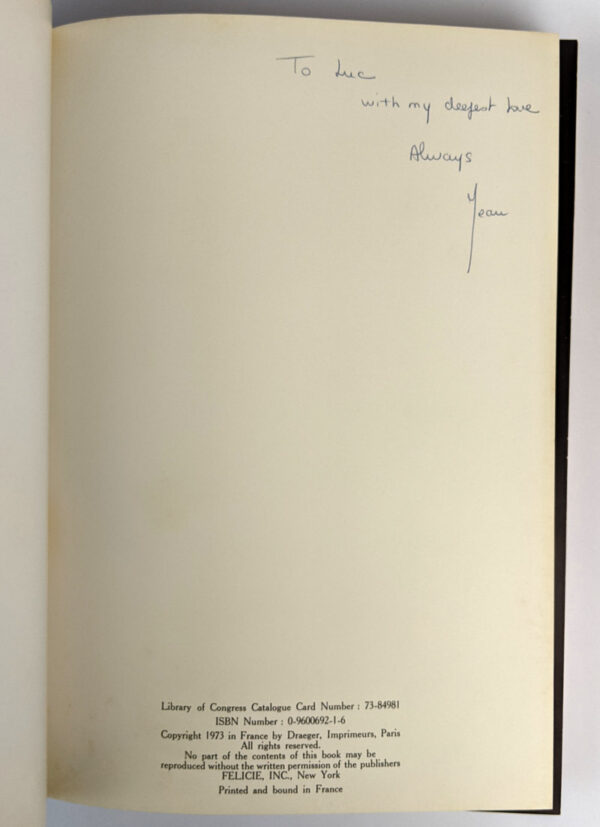 To Luc
with my deepest love
Always
Jean
Library of Congress Catalogue Card Number : 73-84981
ISBN Number : 0-9600692-1-6
Copyright 1973 in France by Draeger, Imprimeurs, Paris
All rights reserved.
No part of the contents of this book may be
reproduced without the written permission of the publishers
FELICIE, INC., New York
Printed and bound in France